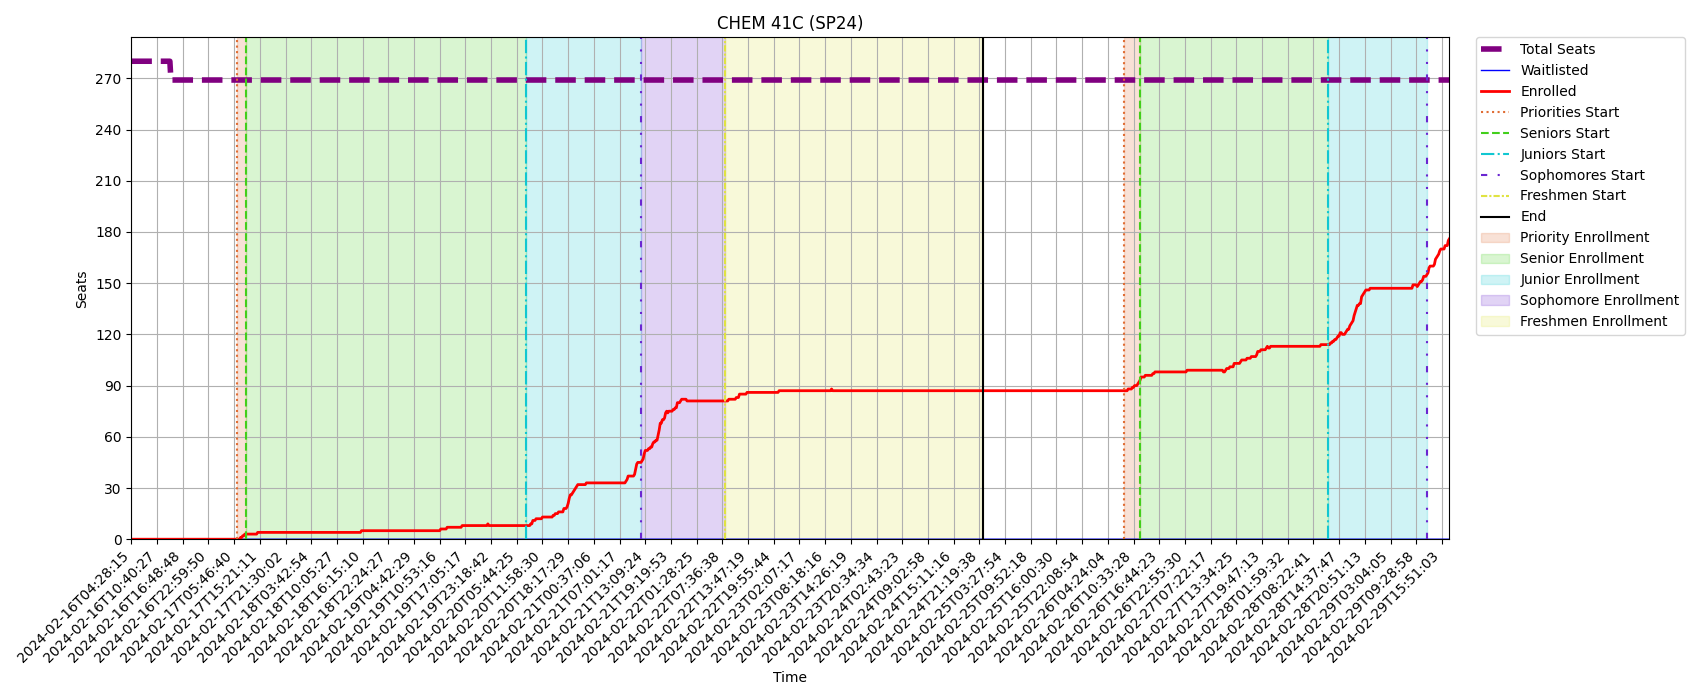 CHEM 41C (SP24)
Seats
270
240
210
180
150
120
90
60
30
0
2024-02-16T04:28:15
2024-02-16T10:40:27
2024-02-16T16:48:48
2024-02-16T22:59:50
2024-02-17T05:46:40
2024-02-17T15:21:11
2024-02-17T21:30:02
2024-02-18T03:42:54
2024-02-18T10:05:27
2024-02-18T16:15:10
2024-02-18T22:24:27
2024-02-19T04:42:29
2024-02-19T10:53:16
2024-02-19T17:05:17
2024-02-19T23:18:42
2024-02-20T05:44:25
2024-02-20T11:58:30
2024-02-20T18:17:29
2024-02-21T00:37:06
2024-02-21T07:01:17
2024-02-21T13:09:24
2024-02-21T19:19:53
2024-02-22T01:28:25
2024-02-22T07:36:38
2024-02-22T13:47:19
2024-02-22T19:55:44
2024-02-23T02:07:17
2024-02-23T08:18:16
2024-02-23T14:26:19
2024-02-23T20:34:34
2024-02-24T02:43:23
2024-02-24T09:02:58
2024-02-24T15:11:16
2024-02-24T21:19:38
2024-02-25T03:27:54
2024-02-25T09:52:18
2024-02-25T16:00:30
2024-02-25T22:08:54
2024-02-26T04:24:04
2024-02-26T10:33:28
2024-02-26T16:44:23
2024-02-26T22:55:30
2024-02-27T07:22:17
2024-02-27T13:34:25
2024-02-27T19:47:13
2024-02-28T01:59:32
2024-02-28T08:22:41
2024-02-28T14:37:47
2024-02-28T20:51:13
2024-02-29T03:04:05
2024-02-29T09:28:58
2024-02-29T15:51:03
Time
Total Seats
Waitlisted
Enrolled
Priorities Start
Seniors Start
Juniors Start
Sophomores Start
Freshmen Start
End
Priority Enrollment
Senior Enrollment
Junior Enrollment
Sophomore Enrollment
Freshmen Enrollment